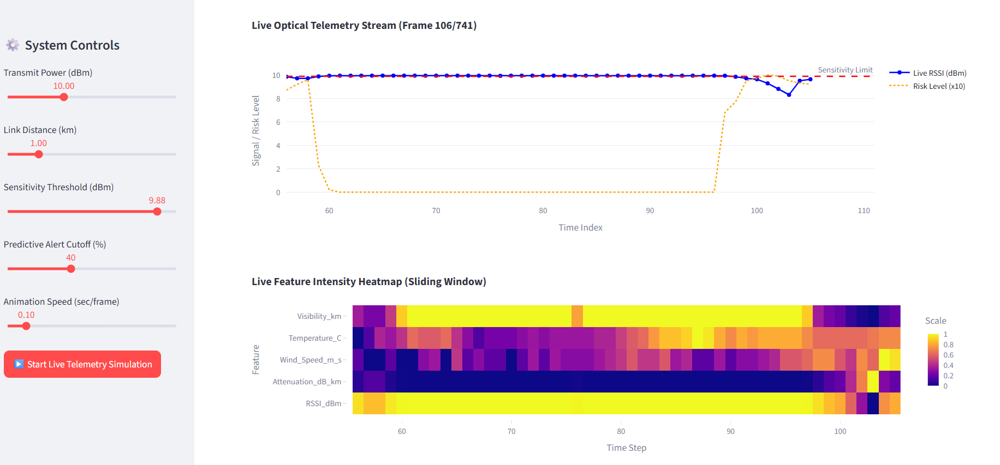 System Controls
Transmit Power (dBm)
10.00
Link Distance (km)
1.00
Sensitivity Threshold (dBm)
9.88
Predictive Alert Cutoff (%)
40
Animation Speed (sec/frame)
0.10
Start Live Telemetry Simulation
Live Optical Telemetry Stream (Frame 106/741)
Sensitivity Limit
Live RSSI (dBm)
Risk Level (x10)
Signal / Risk Level
10
8
6
4
2
0
60 70 80 90 100 110
Time Index
Live Feature Intensity Heatmap (Sliding Window)
Feature
Visibility_km
Temperature_C
Wind_Speed_m_s
Attenuation_dB_km
RSSI_dBm
60 70 80 90 100
Time Step
Scale
1
0.8
0.6
0.4
0.2
0